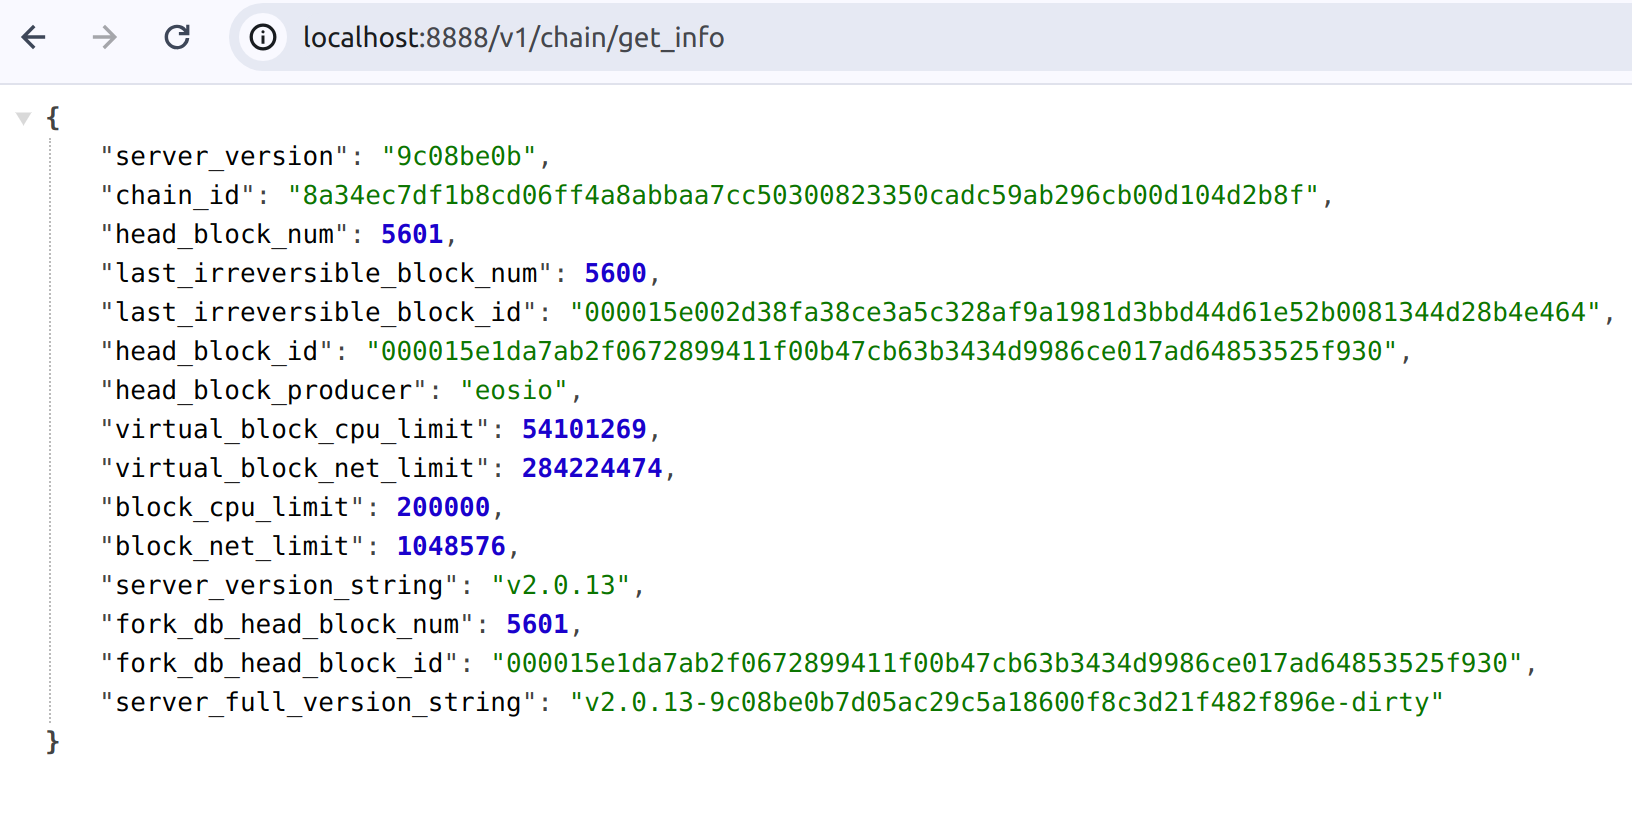 localhost:8888/v1/chain/get_info
{
"server_version": "9c08be0b",
"chain_id": "8a34ec7df1b8cd06ff4a8abbaa7cc50300823350cadc59ab296cb00d104d2b8f",
"head_block_num": 5601,
"last_irreversible_block_num": 5600,
"last_irreversible_block_id": "000015e002d38fa38ce3a5c328af9a1981d3bbd44d61e52b0081344d28b4e464",
"head_block_id": "000015e1da7ab2f0672899411f00b47cb63b3434d9986ce017ad64853525f930",
"head_block_producer": "eosio",
"virtual_block_cpu_limit": 54101269,
"virtual_block_net_limit": 284224474,
"block_cpu_limit": 200000,
"block_net_limit": 1048576,
"server_version_string": "v2.0.13",
"fork_db_head_block_num": 5601,
"fork_db_head_block_id": "000015e1da7ab2f0672899411f00b47cb63b3434d9986ce017ad64853525f930",
"server_full_version_string": "v2.0.13-9c08be0b7d05ac29c5a18600f8c3d21f482f896e-dirty"
}